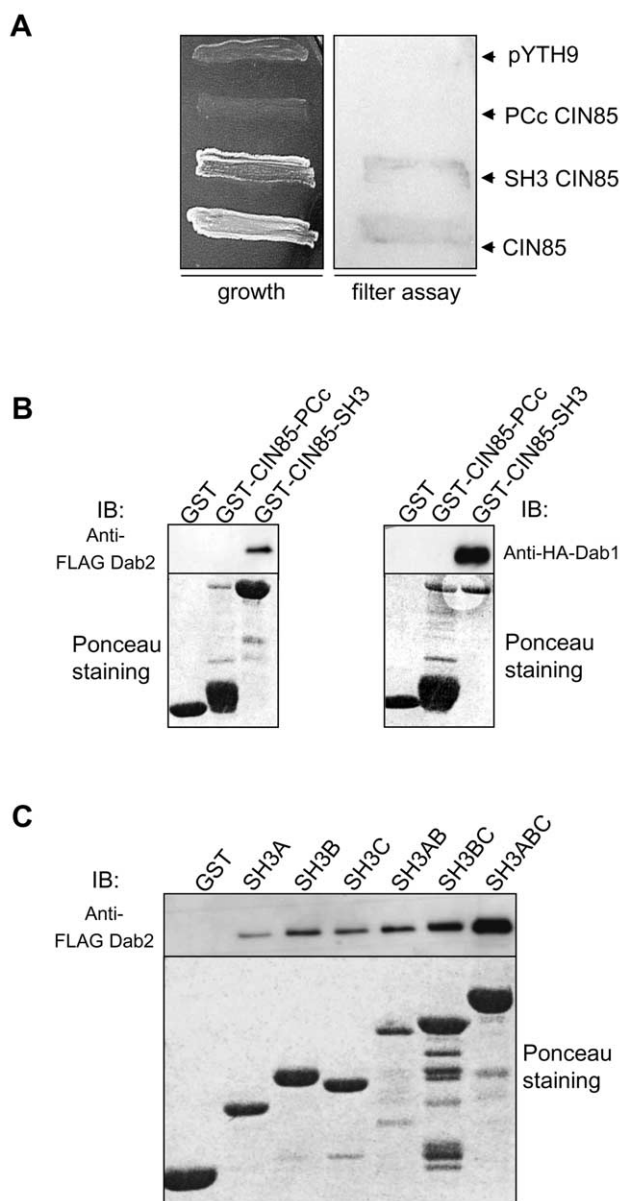 A
pYTH9
PCc CIN85
SH3 CIN85
CIN85
growth
filter assay
B
GST
GST-CIN85-PCc
GST-CIN85-SH3
IB:
Anti-
FLAG Dab2
Ponceau
staining
GST
GST-CIN85-PCc
GST-CIN85-SH3
IB:
Anti-HA-Dab1
Ponceau
staining
C
GST
SH3A
SH3B
SH3C
SH3AB
SH3BC
SH3ABC
IB:
Anti-
FLAG Dab2
Ponceau
staining